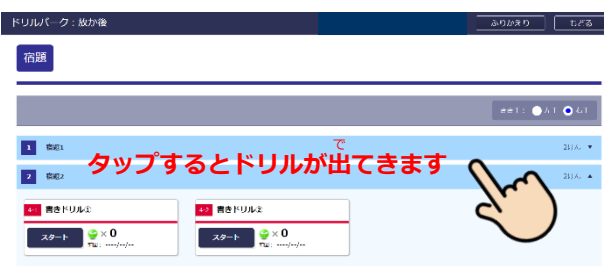 ドリルパーク：放か後
ふりかえり
もどる
宿題
1 宿題1
タップするとドリルが出てきます
で
2 宿題2
4-1 書きドリル①
4-2 書きドリル②
スタート × 0
スタート × 0
----/--/--
----/--/--